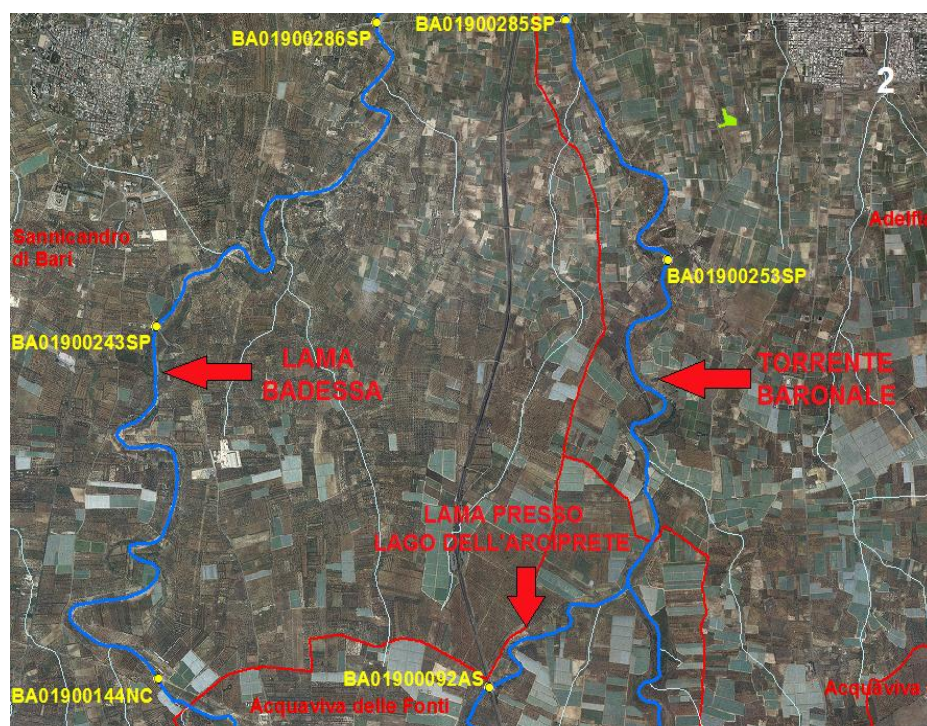 BA01900286SP
BA01900285SP
2
Sannicandro
di Bari
Adelfia
BA01900253SP
BA01900243SP
LAMA
BADESSA
TORRENTE
BARONALE
LAMA PRESSO
LAGO DELL'ARCIPRETE
BA01900144NC
BA01900092AS
Acquaviva delle Fonti
Acquaviva